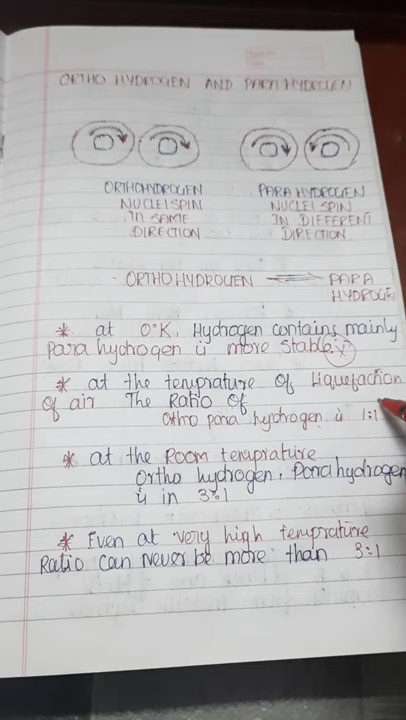 ORTHO HYDROGEN AND PARA HYDROGEN
ORTHOHYDROGEN
NUCLEI SPIN
In SAME
DIRECTION
PARA HYDROGEN
NUCLEI SPIN
IN DIFFERENT
DIRECTION
ORTHOHYDROGEN ⇌ PARA
HYDROGE
* at 0°K, Hydrogen contains mainly
Para hydrogen is more stable
* at the temprature of Liquefaction
of air The Ratio of
Ortho para hydrogen is 1:1
* at the Room temprature
Ortho hydrogen, Para hydrogen
is in 3:1
* Even at very high temprature
Ratio can never be more than 3:1